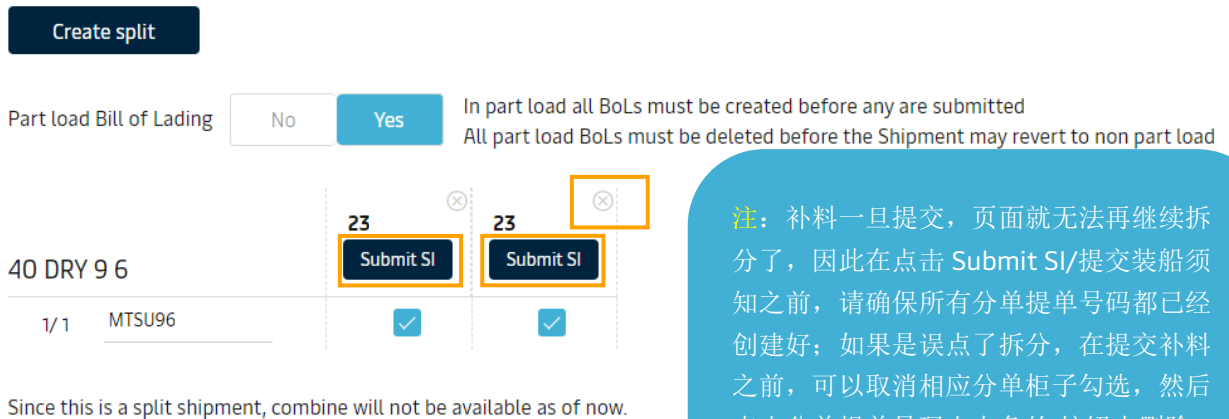 Create split
Part load Bill of Lading
No
Yes
In part load all BoLs must be created before any are submitted
All part load BoLs must be deleted before the Shipment may revert to non part load
23
23
Submit SI
Submit SI
40 DRY 9 6
1/1
MTSU96
注：补料一旦提交，页面就无法再继续拆
分了，因此在点击 Submit SI/提交装船须
知之前，请确保所有分单提单号码都已经
创建好；如果是误点了拆分，在提交补料
之前，可以取消相应分单柜子勾选，然后
Since this is a split shipment, combine will not be available as of now.